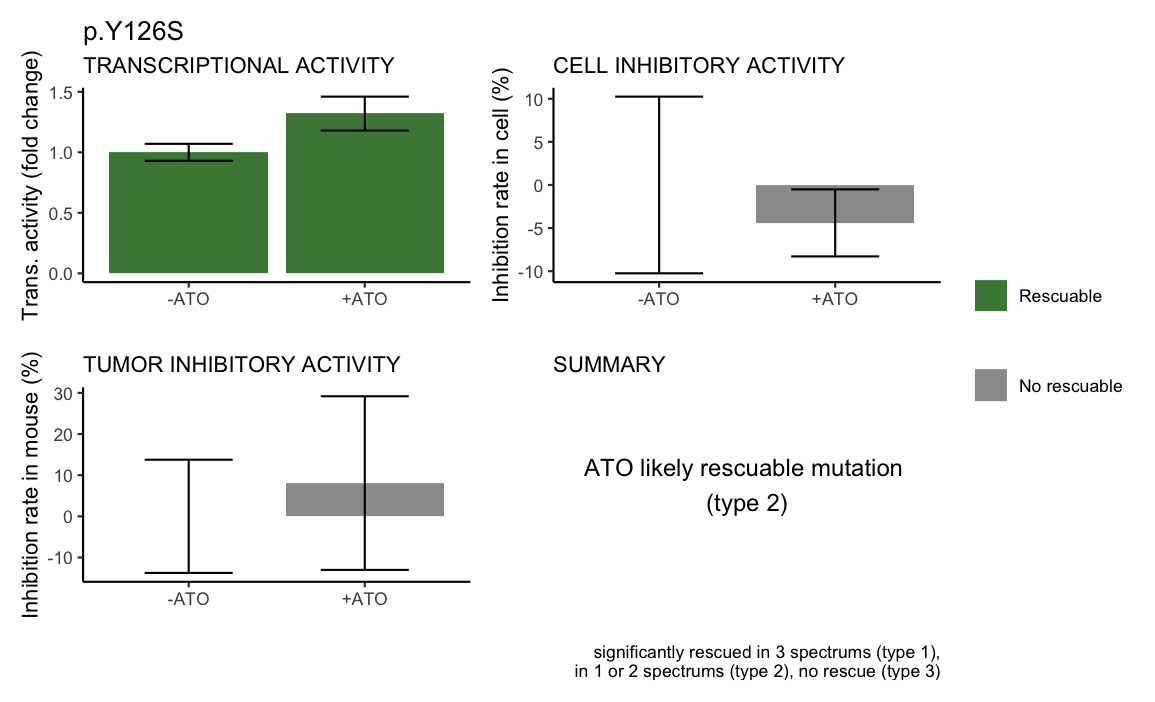 p.Y126S
TRANSCRIPTIONAL ACTIVITY
Trans. activity (fold change)
1.5
1.0
0.5
0.0
-ATO
+ATO
CELL INHIBITORY ACTIVITY
Inhibition rate in cell (%)
10
5
0
-5
-10
-ATO
+ATO
Rescuable
No rescuable
TUMOR INHIBITORY ACTIVITY
Inhibition rate in mouse (%)
30
20
10
0
-10
-ATO
+ATO
SUMMARY
ATO likely rescuable mutation
(type 2)
significantly rescued in 3 spectrums (type 1),
in 1 or 2 spectrums (type 2), no rescue (type 3)